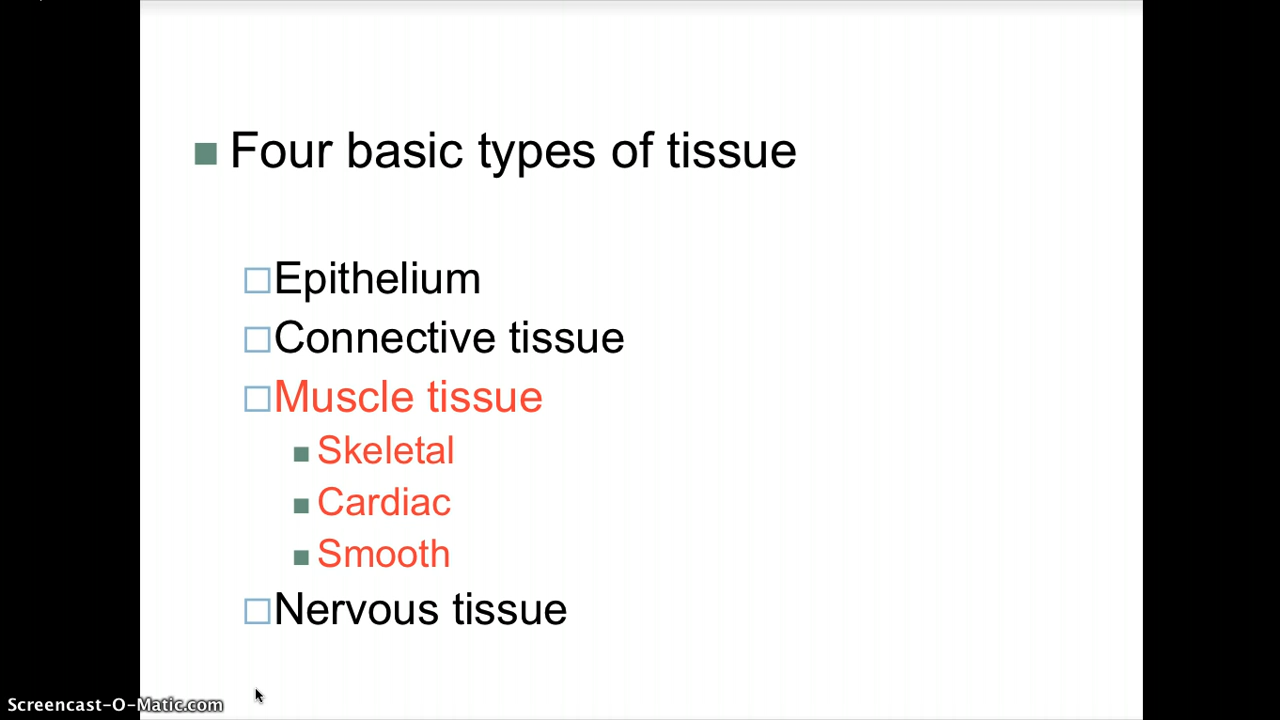 Four basic types of tissue
Epithelium
Connective tissue
Muscle tissue
Skeletal
Cardiac
Smooth
Nervous tissue
Screencast-O-Matic.com